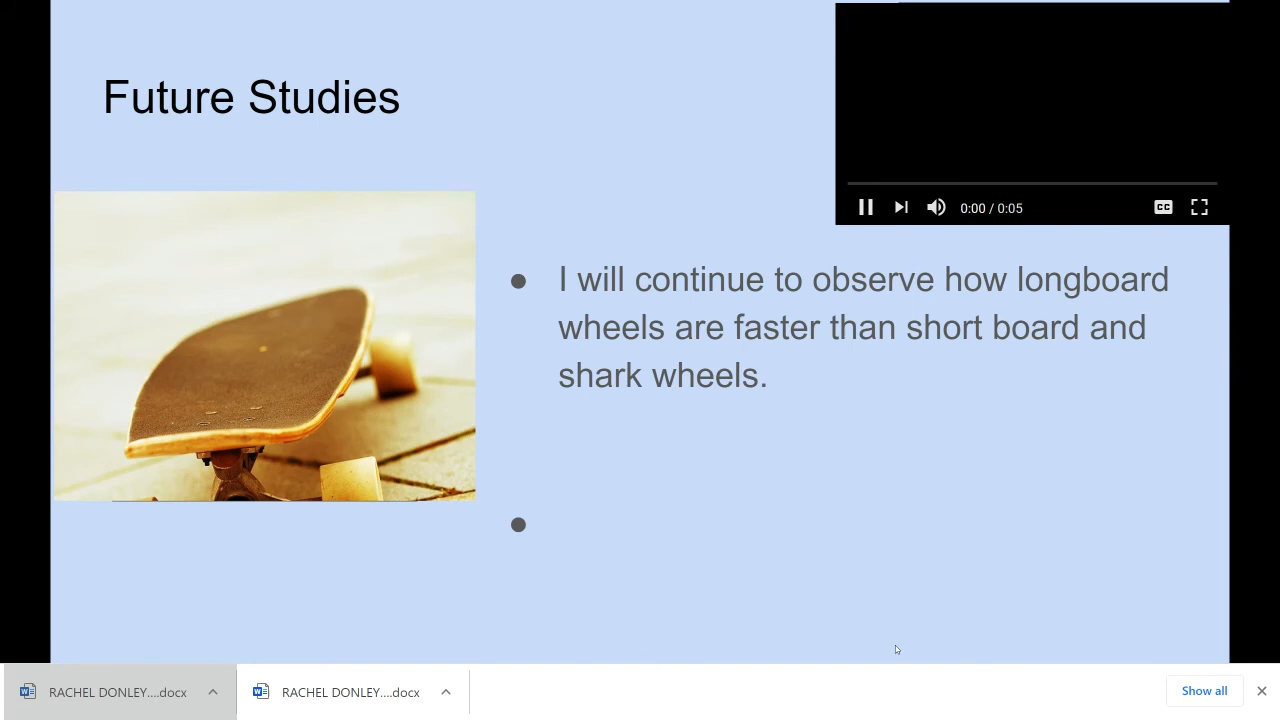 Future Studies
0:00 / 0:05
CC
● I will continue to observe how longboard
wheels are faster than short board and
shark wheels.
●
RACHEL DONLEY....docx
RACHEL DONLEY....docx
Show all